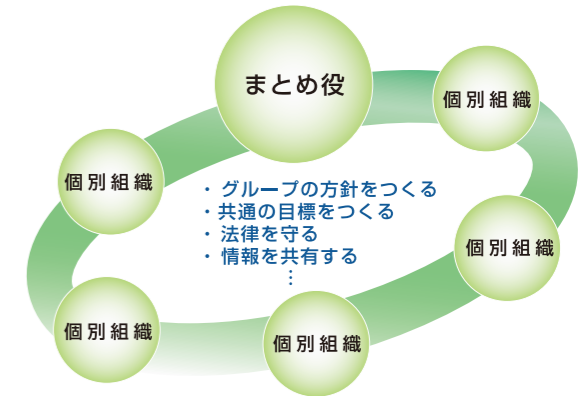 まとめ役
個別組織
個別組織
・ グループの方針をつくる
・共通の目標をつくる
・ 法律を守る
・ 情報を共有する
⋮
個別組織
個別組織
個別組織